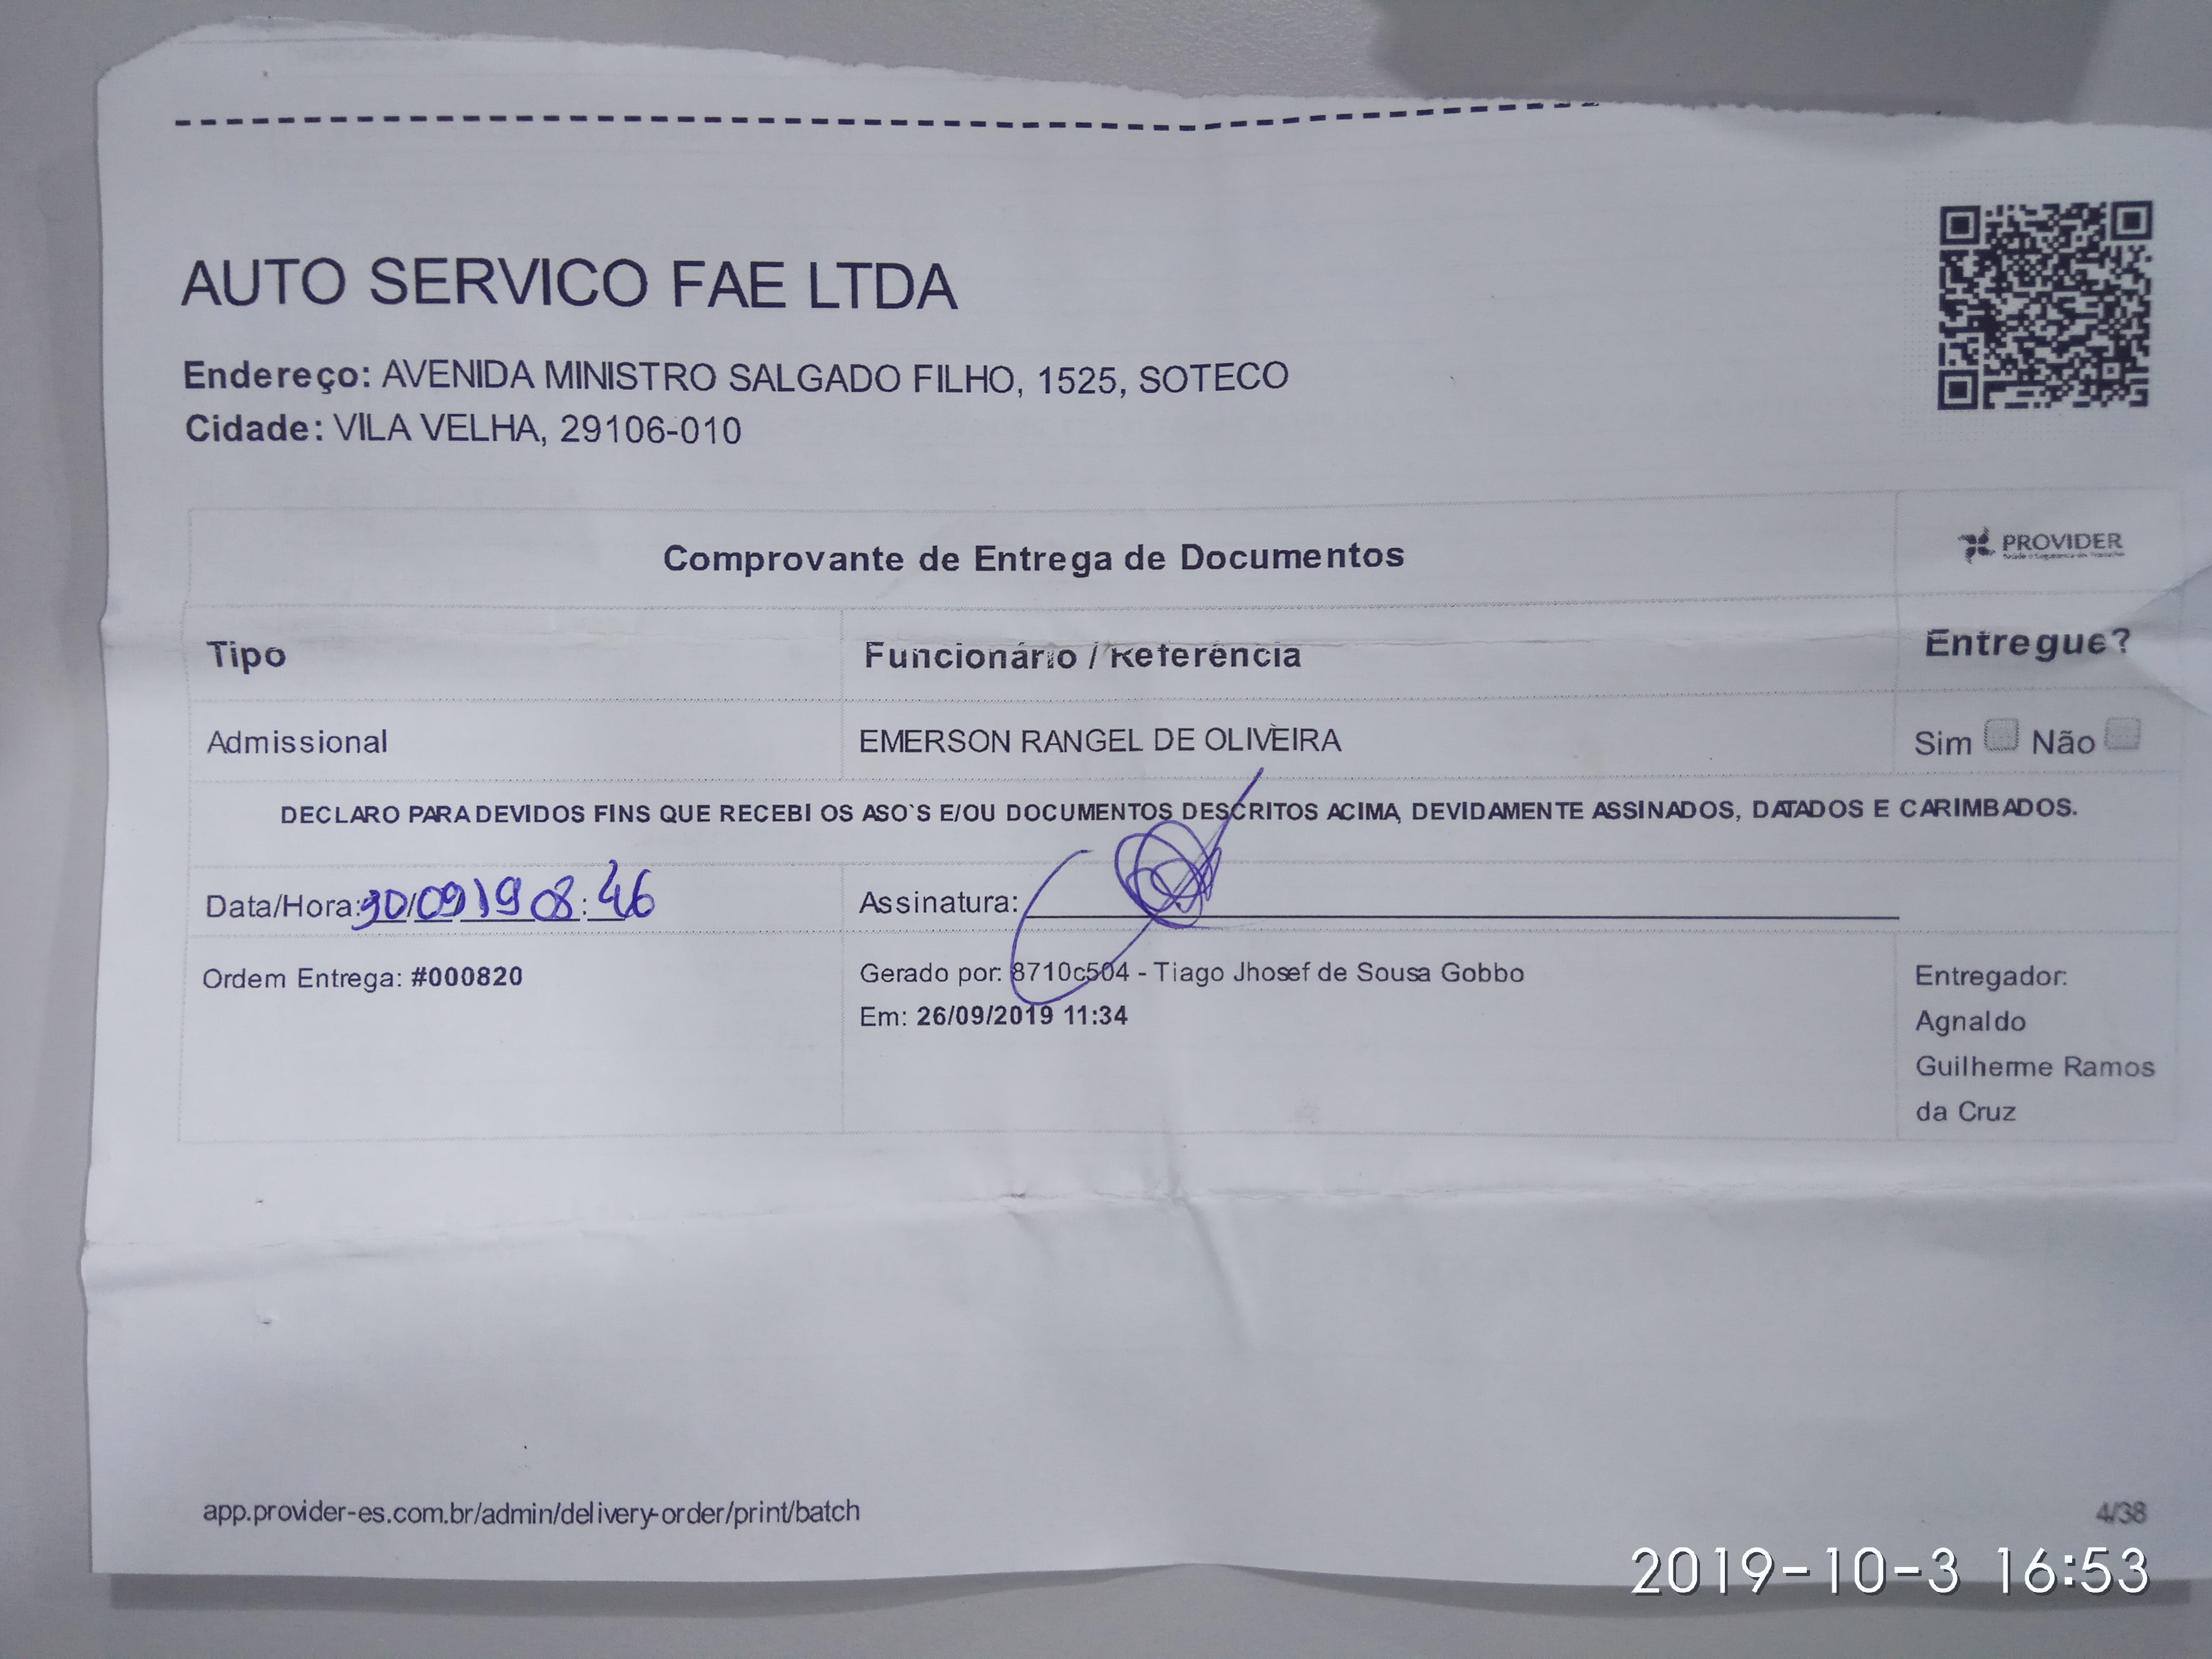 AUTO SERVICO FAE LTDA
Endereço: AVENIDA MINISTRO SALGADO FILHO, 1525, SOTECO
Cidade: VILA VELHA, 29106-010
Comprovante de Entrega de Documentos
PROVIDER
Tipo
Funcionário / Referência
Entregue?
Admissional
EMERSON RANGEL DE OLIVEIRA
Sim Não
DECLARO PARA DEVIDOS FINS QUE RECEBI OS ASO`S E/OU DOCUMENTOS DESCRITOS ACIMA, DEVIDAMENTE ASSINADOS, DATADOS E CARIMBADOS.
Data/Hora: 30/09/19 08:46
Assinatura:
Ordem Entrega: #000820
Gerado por: 8710c504 - Tiago Jhosef de Sousa Gobbo
Em: 26/09/2019 11:34
Entregador:
Agnaldo
Guilherme Ramos
da Cruz
app.provider-es.com.br/admin/delivery-order/print/batch
4/38
2019-10-3 16:53